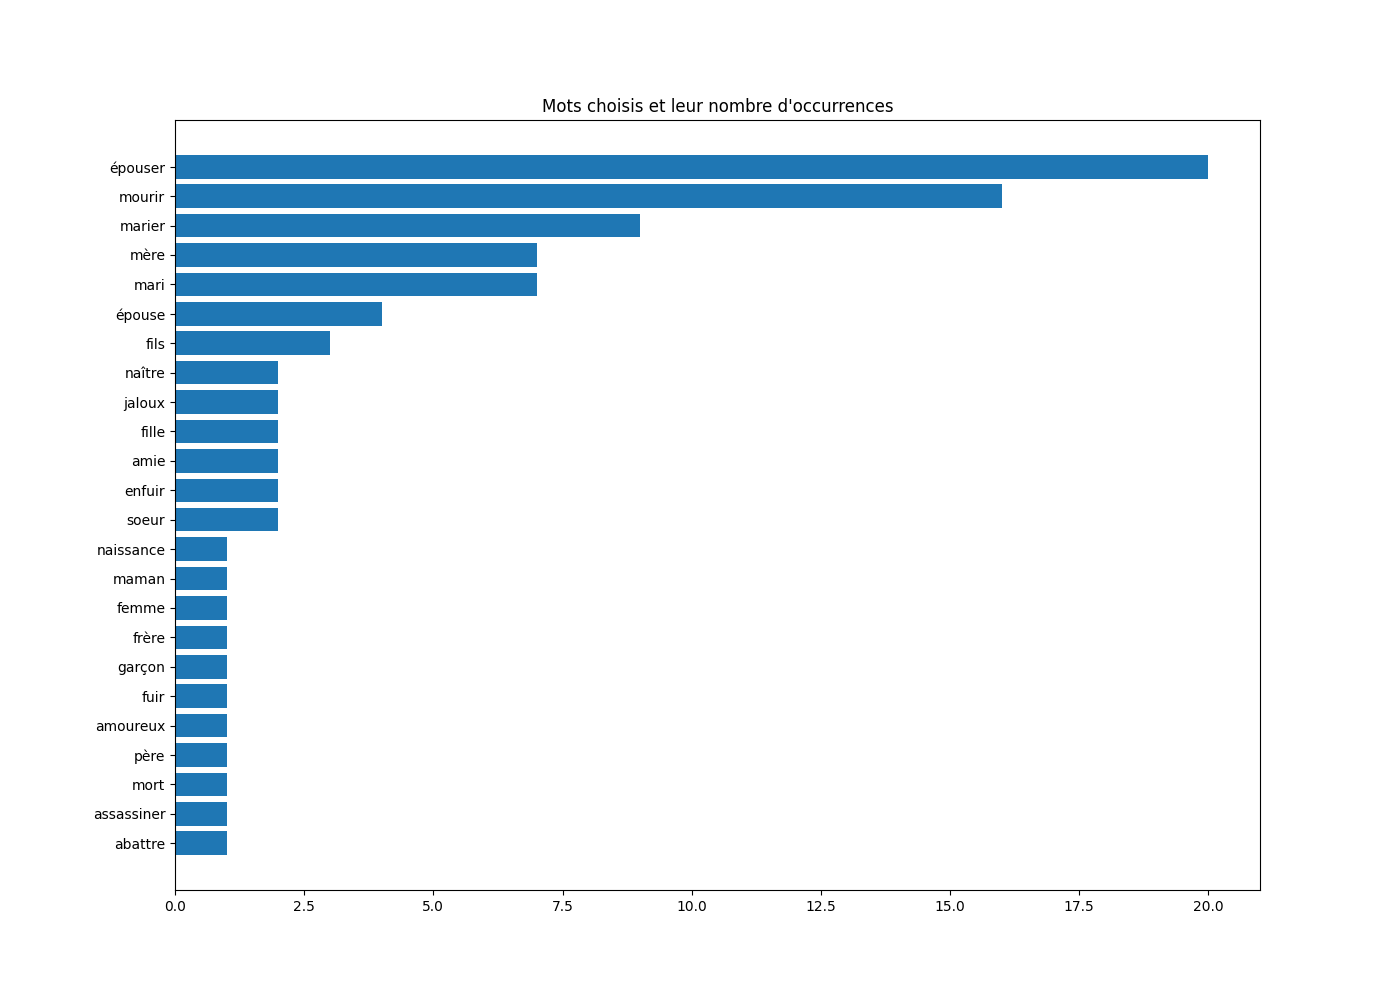 Mots choisis et leur nombre d'occurrences
épouser
mourir
marier
mère
mari
épouse
fils
naître
jaloux
fille
amie
enfuir
soeur
naissance
maman
femme
frère
garçon
fuir
amoureux
père
mort
assassiner
abattre
0.0 2.5 5.0 7.5 10.0 12.5 15.0 17.5 20.0